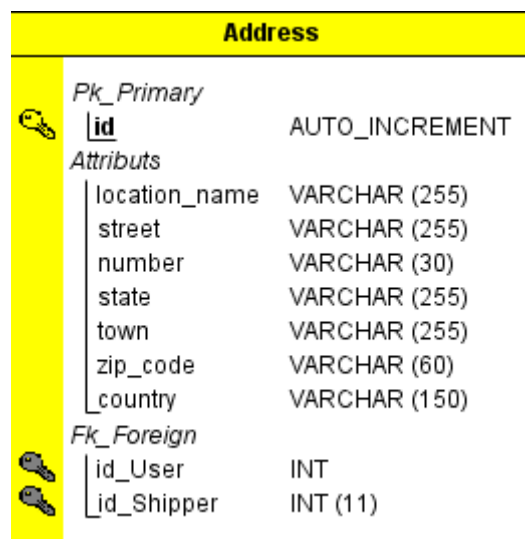 Address
Pk_Primary
id AUTO_INCREMENT
Attributs
location_name VARCHAR (255)
street VARCHAR (255)
number VARCHAR (30)
state VARCHAR (255)
town VARCHAR (255)
zip_code VARCHAR (60)
country VARCHAR (150)
Fk_Foreign
id_User INT
id_Shipper INT (11)